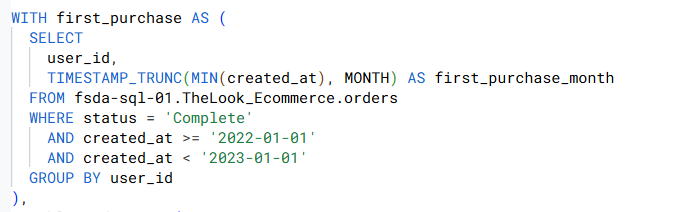 WITH first_purchase AS (
  SELECT
    user_id,
    TIMESTAMP_TRUNC(MIN(created_at), MONTH) AS first_purchase_month
  FROM fsda-sql-01.TheLook_Ecommerce.orders
  WHERE status = 'Complete'
    AND created_at >= '2022-01-01'
    AND created_at < '2023-01-01'
  GROUP BY user_id
),